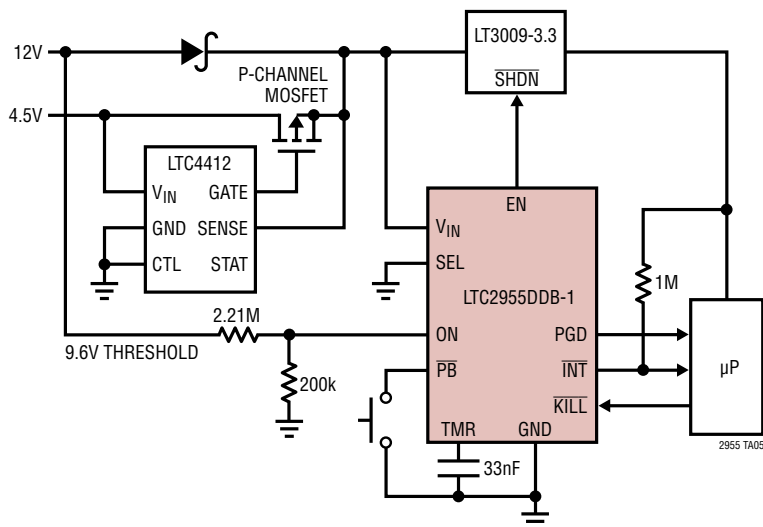 LT3009-3.3
12V
P-CHANNEL
MOSFET
SHDN
4.5V
LTC4412
VIN
GATE
EN
GND
SENSE
VIN
CTL
STAT
SEL
LTC2955DDB-1
1M
2.21M
ON
PGD
9.6V THRESHOLD
µP
PB
INT
200k
KILL
TMR
GND
2955 TA05
33nF